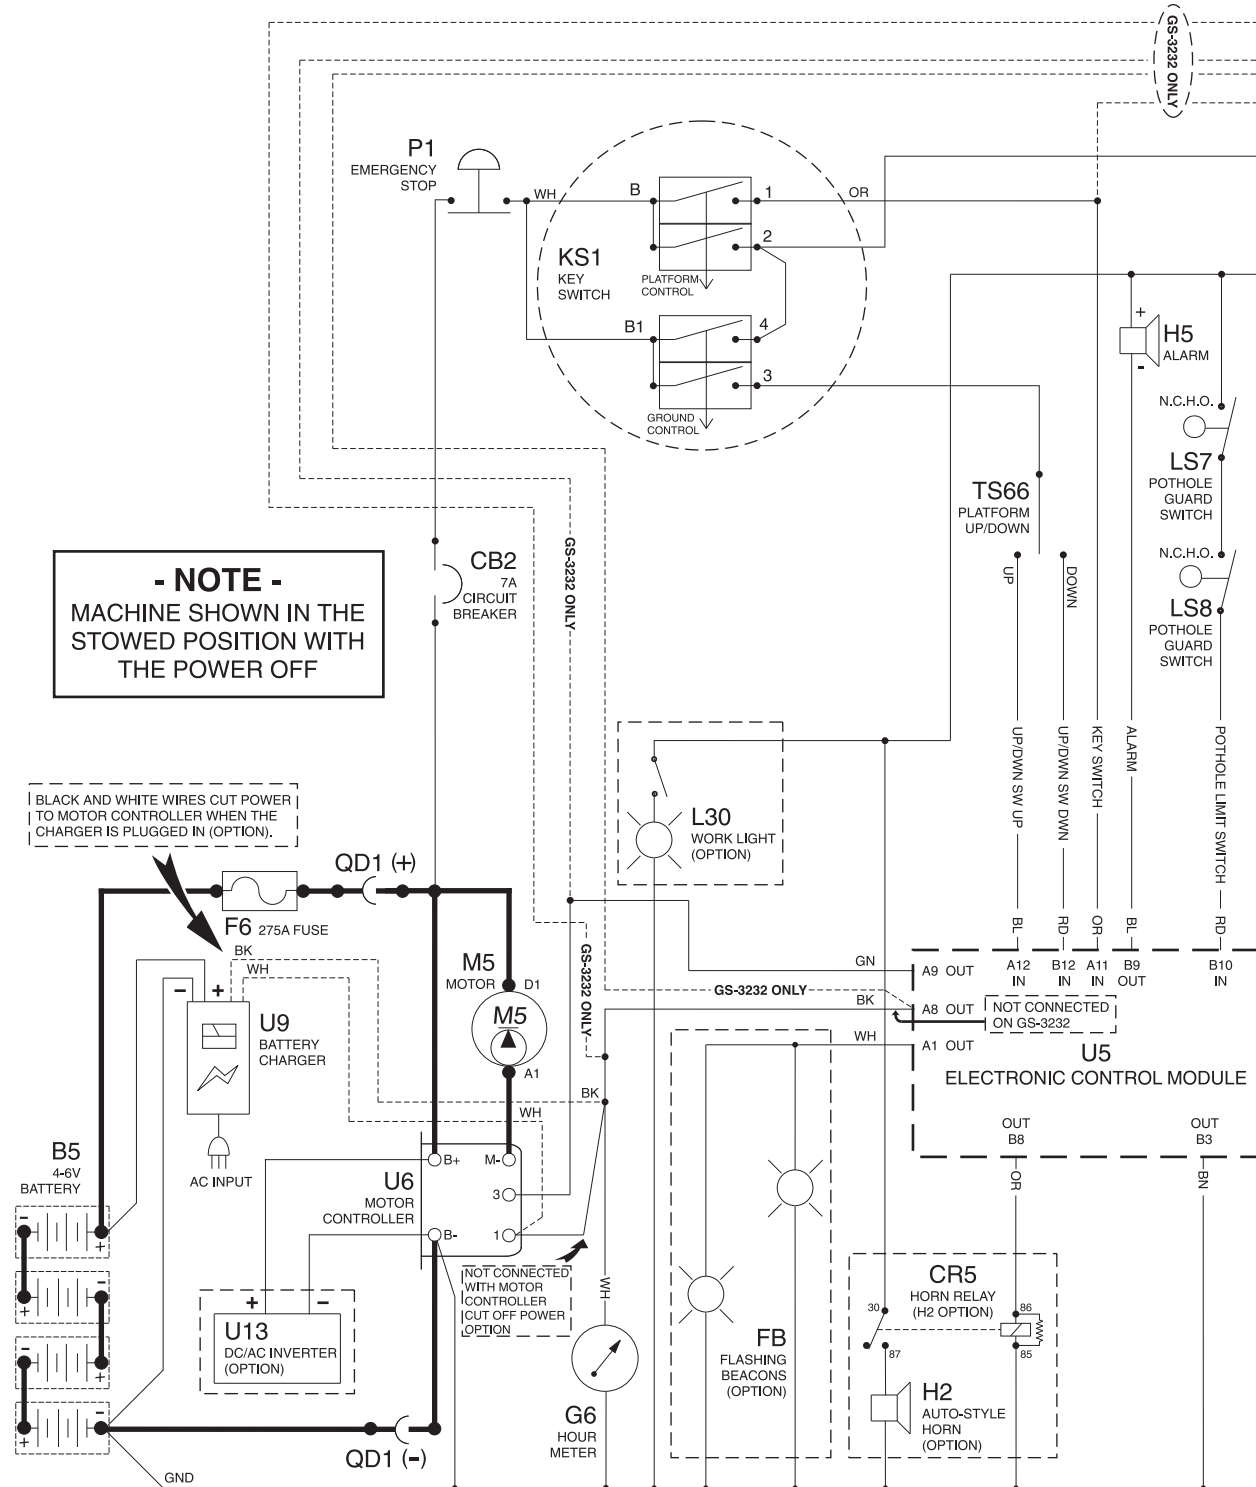 GS-3232 ONLY
P1
EMERGENCY
STOP
WH
B
1
OR
2
KS1
KEY
SWITCH
PLATFORM
CONTROL
B1
4
3
GROUND
CONTROL
+
H5
ALARM
-
N.C.H.O.
LS7
POTHOLE
GUARD
SWITCH
TS66
PLATFORM
UP/DOWN
UP
DOWN
N.C.H.O.
LS8
POTHOLE
GUARD
SWITCH
GS-3232 ONLY
CB2
7A
CIRCUIT
BREAKER
- NOTE -
MACHINE SHOWN IN THE
STOWED POSITION WITH
THE POWER OFF
UP/DWN SW UP
UP/DWN SW DWN
KEY SWITCH
ALARM
POTHOLE LIMIT SWITCH
BLACK AND WHITE WIRES CUT POWER
TO MOTOR CONTROLLER WHEN THE
CHARGER IS PLUGGED IN (OPTION).
L30
WORK LIGHT
(OPTION)
QD1 (+)
F6 275A FUSE
BK
WH
BL
RD
OR
BL
RD
M5
MOTOR
D1
M5
A1
GS-3232 ONLY
GN
A9 OUT
A12
IN
B12
IN
A11
IN
B9
OUT
B10
IN
GS-3232 ONLY
BK
A8 OUT
NOT CONNECTED
ON GS-3232
WH
A1 OUT
U5
ELECTRONIC CONTROL MODULE
- +
U9
BATTERY
CHARGER
AC INPUT
BK
WH
OUT
B8
OUT
B3
OR
BN
B5
4-6V
BATTERY
-
+
-
+
-
+
-
+
U6
MOTOR
CONTROLLER
B+
M-
3
B-
1
NOT CONNECTED
WITH MOTOR
CONTROLLER
CUT OFF POWER
OPTION
WH
+ -
U13
DC/AC INVERTER
(OPTION)
G6
HOUR
METER
FB
FLASHING
BEACONS
(OPTION)
CR5
HORN RELAY
(H2 OPTION)
30
86
87
85
H2
AUTO-STYLE
HORN
(OPTION)
QD1 (-)
GND